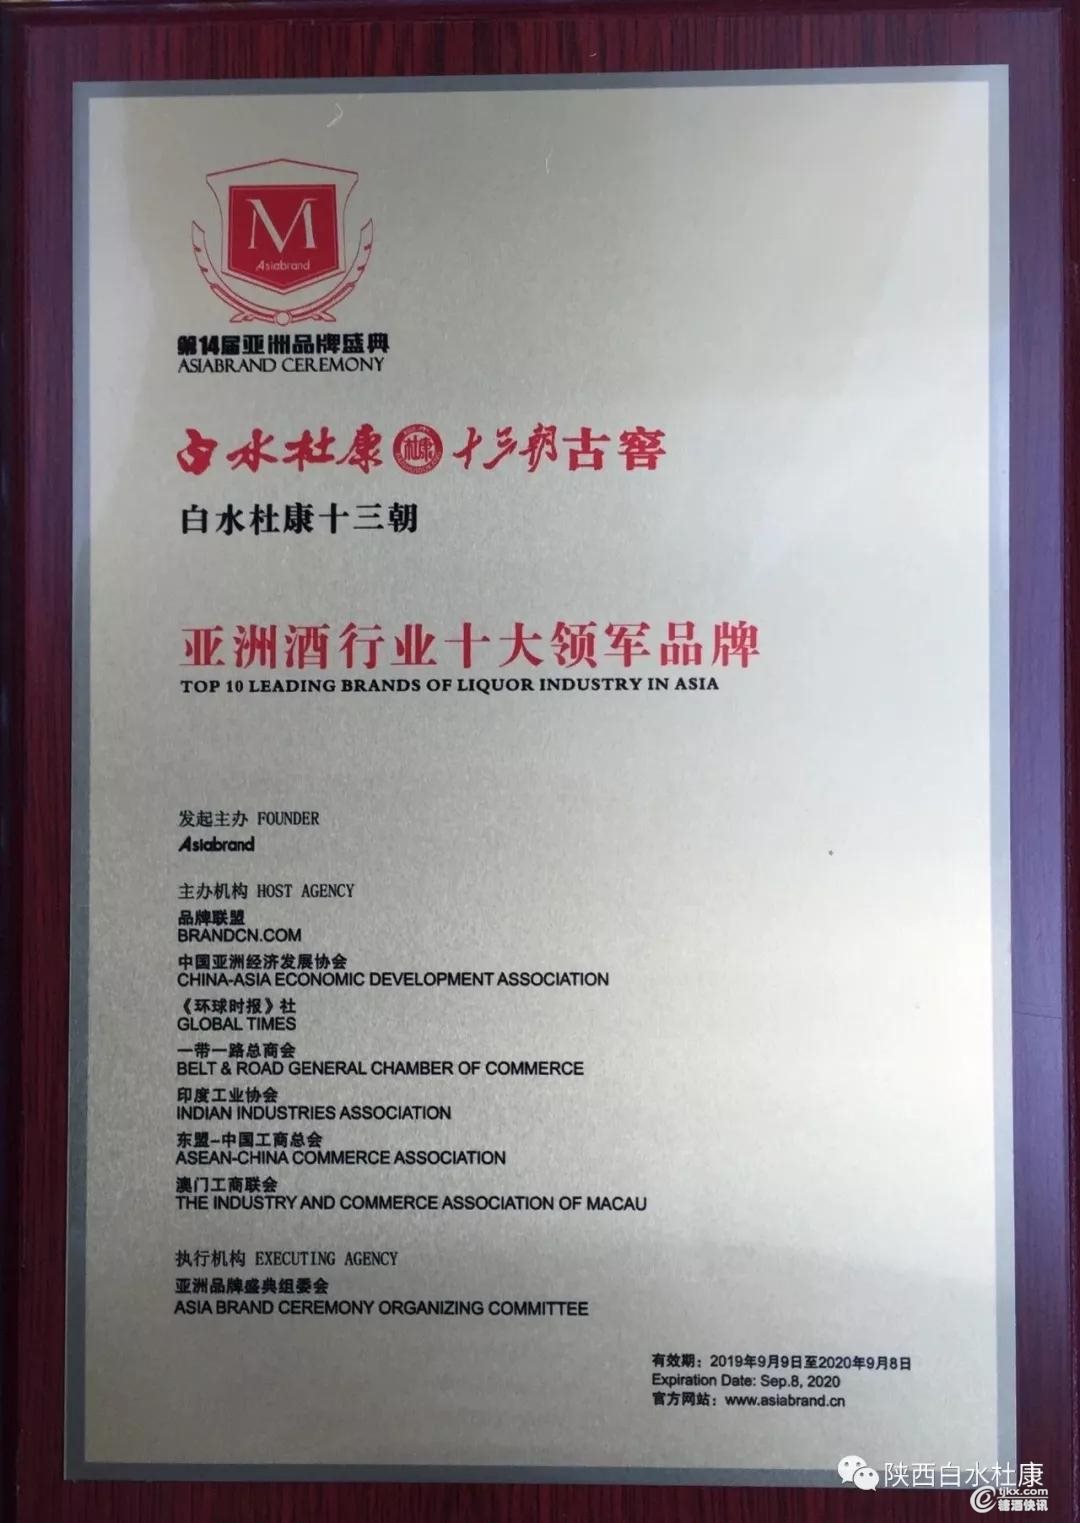 M
Asiabrand
第14届亚洲品牌盛典
ASIABRAND CEREMONY
白水杜康 杜康 十三朝古窖
白水杜康十三朝
亚洲酒行业十大领军品牌
TOP 10 LEADING BRANDS OF LIQUOR INDUSTRY IN ASIA
发起主办 FOUNDER
Asiabrand
主办机构 HOST AGENCY
品牌联盟
BRANDCN.COM
中国亚洲经济发展协会
CHINA-ASIA ECONOMIC DEVELOPMENT ASSOCIATION
《环球时报》社
GLOBAL TIMES
一带一路总商会
BELT & ROAD GENERAL CHAMBER OF COMMERCE
印度工业协会
INDIAN INDUSTRIES ASSOCIATION
东盟-中国工商总会
ASEAN-CHINA COMMERCE ASSOCIATION
澳门工商联会
THE INDUSTRY AND COMMERCE ASSOCIATION OF MACAU
执行机构 EXECUTING AGENCY
亚洲品牌盛典组委会
ASIA BRAND CEREMONY ORGANIZING COMMITTEE
有效期：2019年9月9日至2020年9月8日
Expiration Date: Sep.8, 2020
官方网站：www.asiabrand.cn
陕西白水杜康
tjkx.com
糖酒快讯